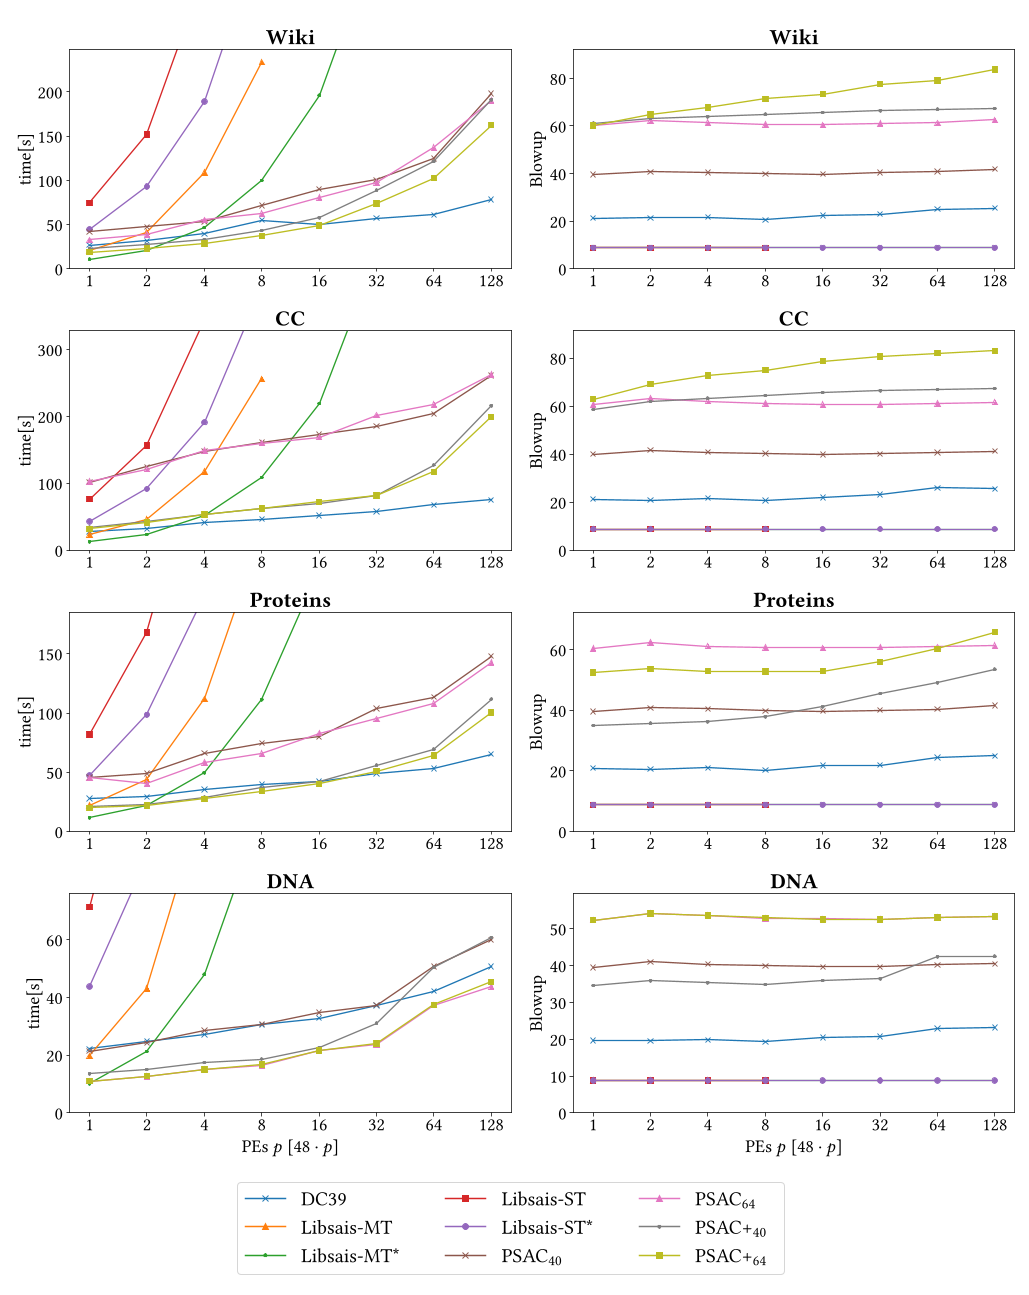 Wiki
time[s]
200
150
100
50
0
1 2 4 8 16 32 64 128
Wiki
Blowup
80
60
40
20
0
1 2 4 8 16 32 64 128
CC
time[s]
300
200
100
0
1 2 4 8 16 32 64 128
CC
Blowup
80
60
40
20
0
1 2 4 8 16 32 64 128
Proteins
time[s]
150
100
50
0
1 2 4 8 16 32 64 128
Proteins
Blowup
60
40
20
0
1 2 4 8 16 32 64 128
DNA
time[s]
60
40
20
0
1 2 4 8 16 32 64 128
PEs p [48 · p]
DNA
Blowup
50
40
30
20
10
0
1 2 4 8 16 32 64 128
PEs p [48 · p]
DC39
Libsais-MT
Libsais-MT*
Libsais-ST
Libsais-ST*
PSAC₄₀
PSAC₆₄
PSAC+₄₀
PSAC+₆₄